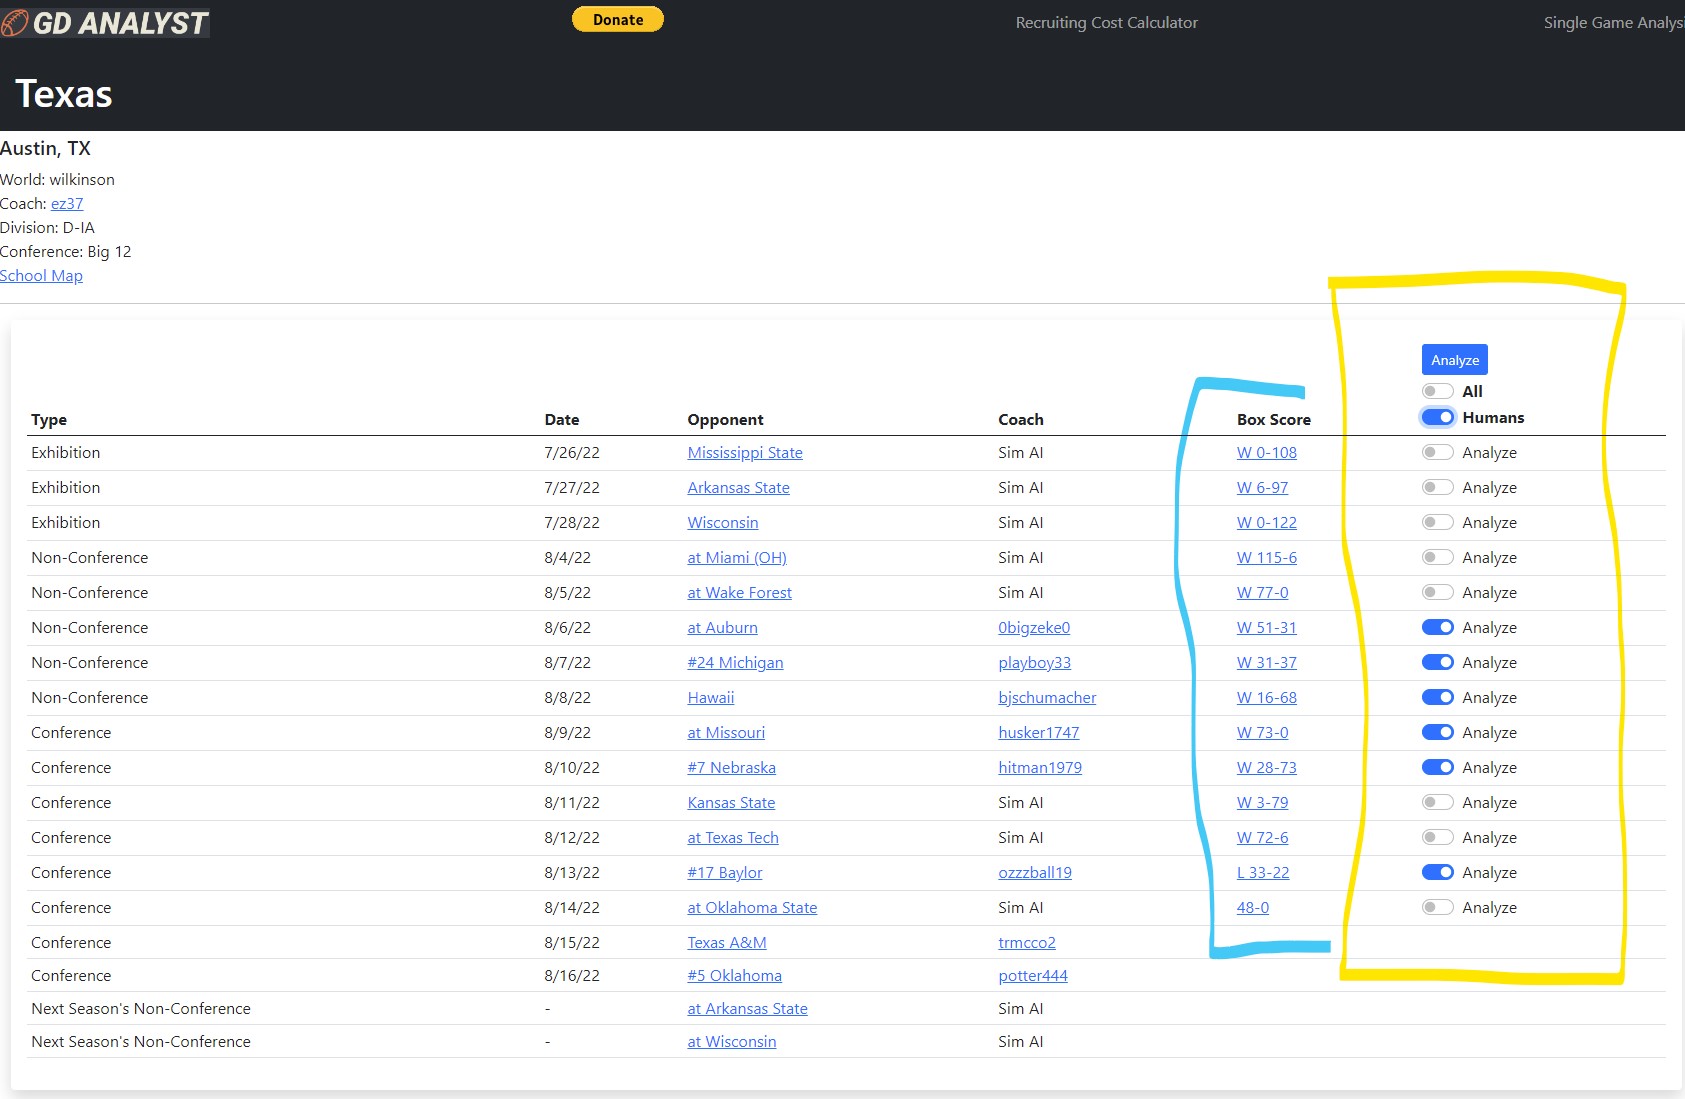 GD ANALYST Donate Recruiting Cost Calculator Single Game Analysi
Texas
Austin, TX
World: wilkinson
Coach: ez37
Division: D-IA
Conference: Big 12
School Map
Analyze
All
Type Date Opponent Coach Box Score Humans
Exhibition 7/26/22 Mississippi State Sim AI W 0-108 Analyze
Exhibition 7/27/22 Arkansas State Sim AI W 6-97 Analyze
Exhibition 7/28/22 Wisconsin Sim AI W 0-122 Analyze
Non-Conference 8/4/22 at Miami (OH) Sim AI W 115-6 Analyze
Non-Conference 8/5/22 at Wake Forest Sim AI W 77-0 Analyze
Non-Conference 8/6/22 at Auburn 0bigzeke0 W 51-31 Analyze
Non-Conference 8/7/22 #24 Michigan playboy33 W 31-37 Analyze
Non-Conference 8/8/22 Hawaii bjschumacher W 16-68 Analyze
Conference 8/9/22 at Missouri husker1747 W 73-0 Analyze
Conference 8/10/22 #7 Nebraska hitman1979 W 28-73 Analyze
Conference 8/11/22 Kansas State Sim AI W 3-79 Analyze
Conference 8/12/22 at Texas Tech Sim AI W 72-6 Analyze
Conference 8/13/22 #17 Baylor ozzzball19 L 33-22 Analyze
Conference 8/14/22 at Oklahoma State Sim AI 48-0 Analyze
Conference 8/15/22 Texas A&M trmcco2
Conference 8/16/22 #5 Oklahoma potter444
Next Season's Non-Conference - at Arkansas State Sim AI
Next Season's Non-Conference - at Wisconsin Sim AI